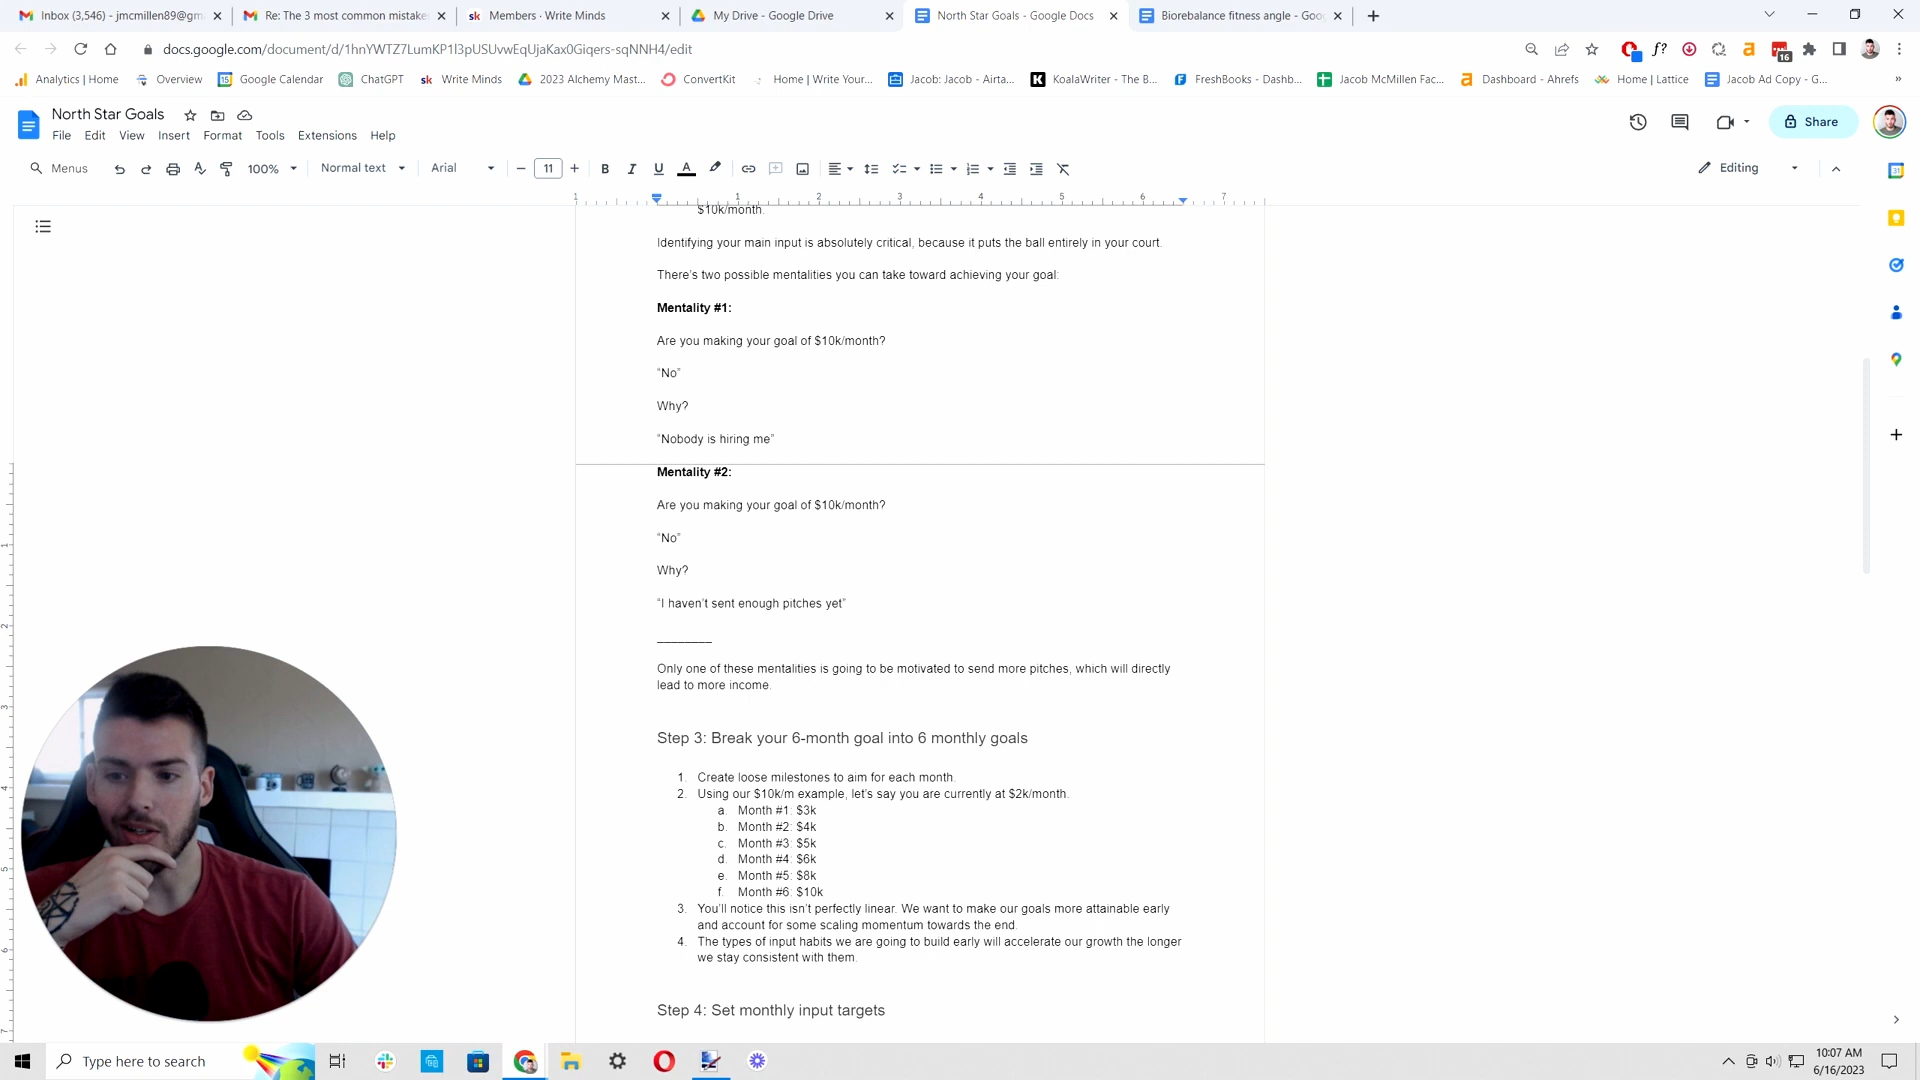 Inbox (3,546) - jmcmillen89@gm
Re: The 3 most common mistake
Members · Write Minds
My Drive - Google Drive
North Star Goals - Google Docs
Biorebalance fitness angle - Goo
docs.google.com/document/d/1hnYWTZ7LumKP1l3pUSUvwEqUjaKax0Giqers-sqNNH4/edit
Analytics | Home
Overview
Google Calendar
ChatGPT
Write Minds
2023 Alchemy Mast...
ConvertKit
Home | Write Your...
Jacob: Jacob - Airta...
KoalaWriter - The B...
FreshBooks - Dashb...
Jacob McMillen Fac...
Dashboard - Ahrefs
Home | Lattice
Jacob Ad Copy - G...
North Star Goals
File Edit View Insert Format Tools Extensions Help
Share
Menus
100%
Normal text
Arial
11
Editing
1 1 2 3 4 5 6 7
$10k/month.
Identifying your main input is absolutely critical, because it puts the ball entirely in your court.
There's two possible mentalities you can take toward achieving your goal:
Mentality #1:
Are you making your goal of $10k/month?
"No"
Why?
"Nobody is hiring me"
Mentality #2:
Are you making your goal of $10k/month?
"No"
Why?
"I haven't sent enough pitches yet"
________
Only one of these mentalities is going to be motivated to send more pitches, which will directly
lead to more income.
Step 3: Break your 6-month goal into 6 monthly goals
1. Create loose milestones to aim for each month.
2. Using our $10k/m example, let's say you are currently at $2k/month.
a. Month #1: $3k
b. Month #2: $4k
c. Month #3: $5k
d. Month #4: $6k
e. Month #5: $8k
f. Month #6: $10k
3. You'll notice this isn't perfectly linear. We want to make our goals more attainable early
and account for some scaling momentum towards the end.
4. The types of input habits we are going to build early will accelerate our growth the longer
we stay consistent with them.
Step 4: Set monthly input targets
Type here to search
10:07 AM
6/16/2023